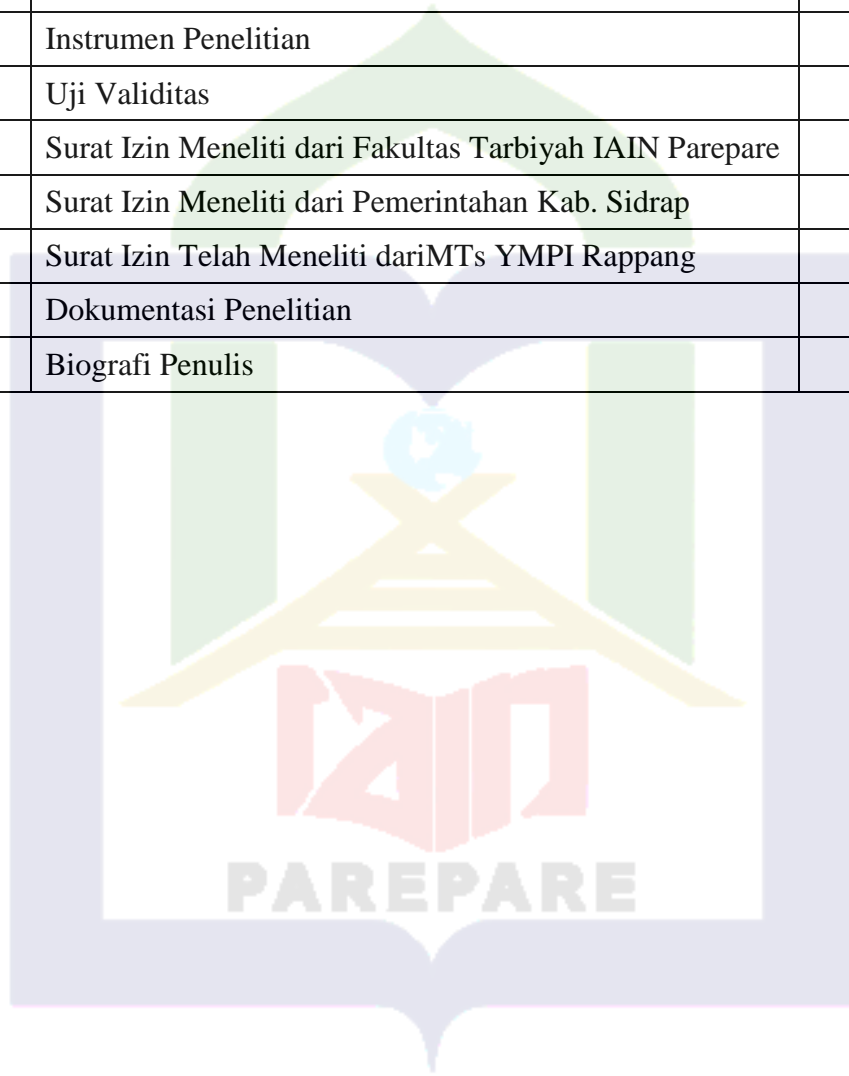 Instrumen Penelitian
Uji Validitas
Surat Izin Meneliti dari Fakultas Tarbiyah IAIN Parepare
Surat Izin Meneliti dari Pemerintahan Kab. Sidrap
Surat Izin Telah Meneliti dariMTs YMPI Rappang
Dokumentasi Penelitian
Biografi Penulis
iain
PAREPARE